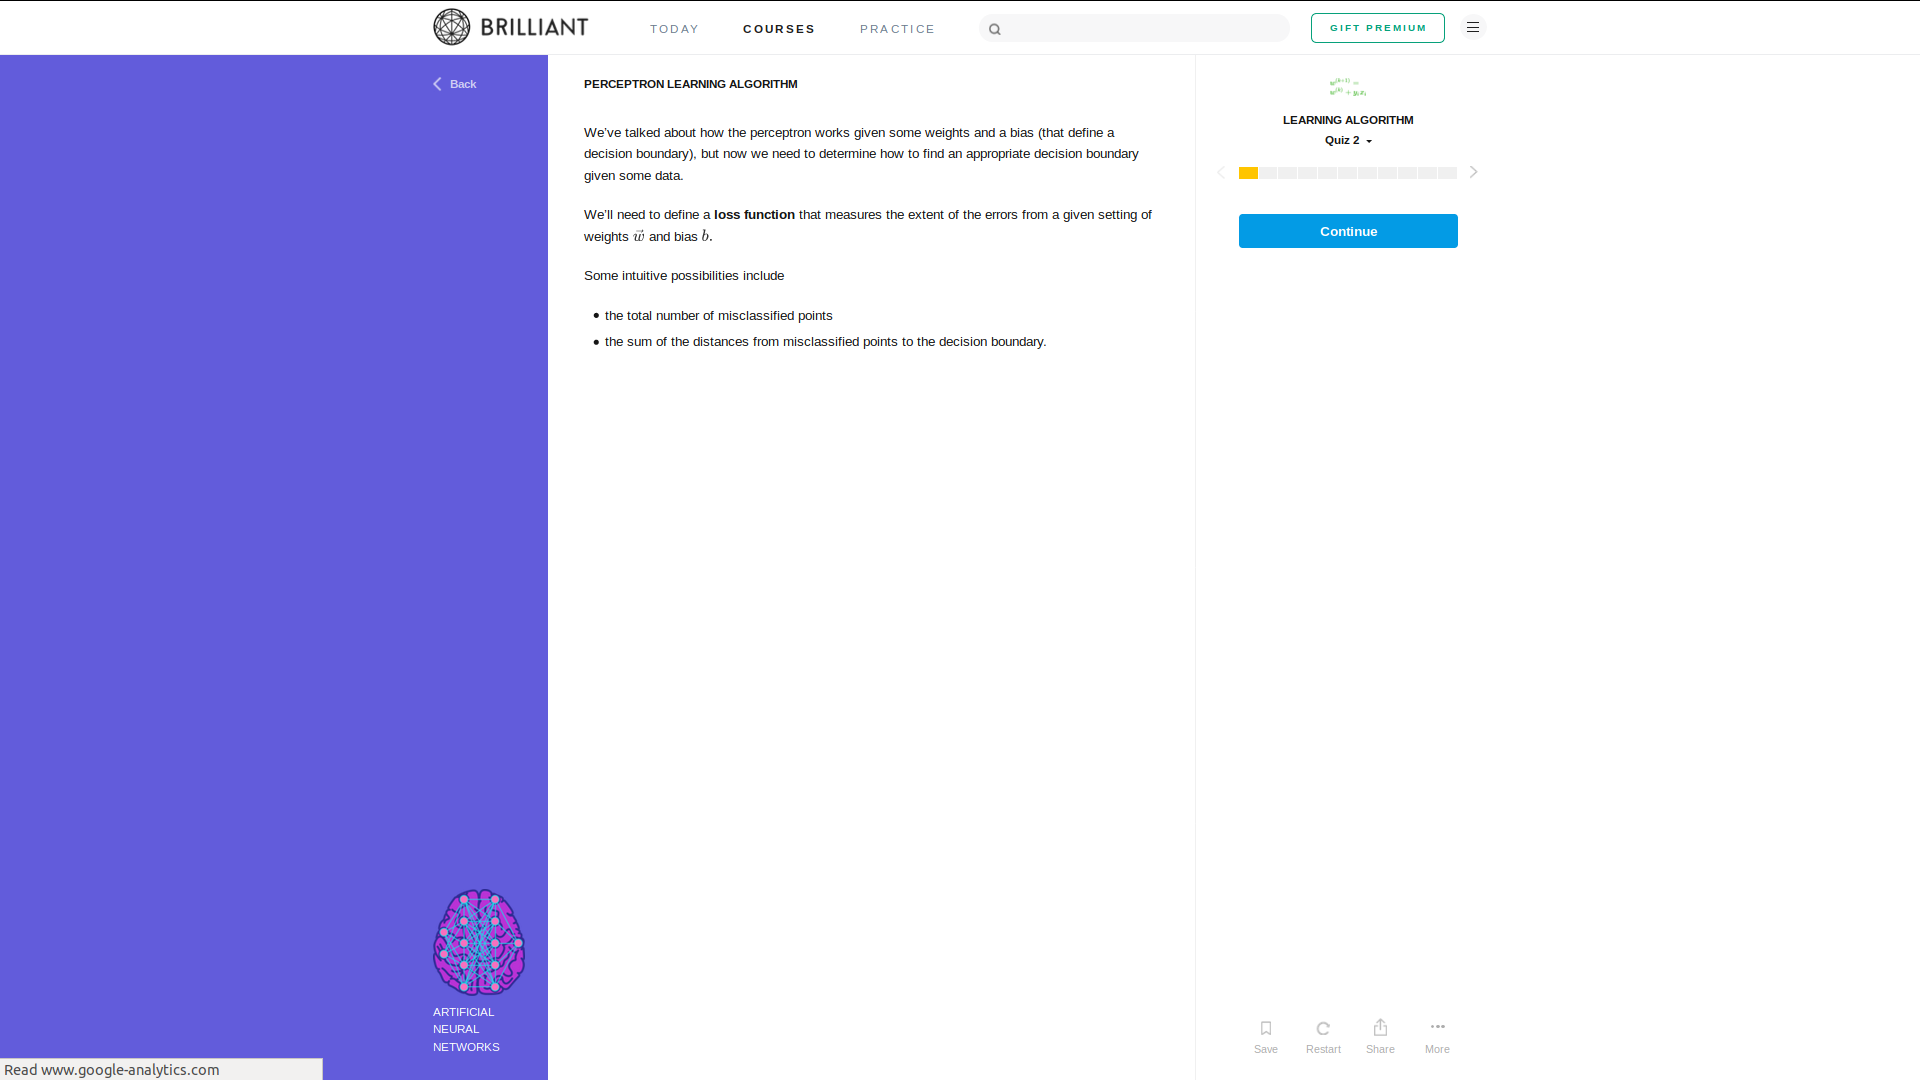 BRILLIANT
TODAY
COURSES
PRACTICE
GIFT PREMIUM
Back
PERCEPTRON LEARNING ALGORITHM
We've talked about how the perceptron works given some weights and a bias (that define a
decision boundary), but now we need to determine how to find an appropriate decision boundary
given some data.
We'll need to define a loss function that measures the extent of the errors from a given setting of
weights w⃗ and bias b.
Some intuitive possibilities include
• the total number of misclassified points
• the sum of the distances from misclassified points to the decision boundary.
w^(k+1) =
w^(k) + y_i x_i
LEARNING ALGORITHM
Quiz 2
Continue
ARTIFICIAL
NEURAL
NETWORKS
Save
Restart
Share
More
Read www.google-analytics.com